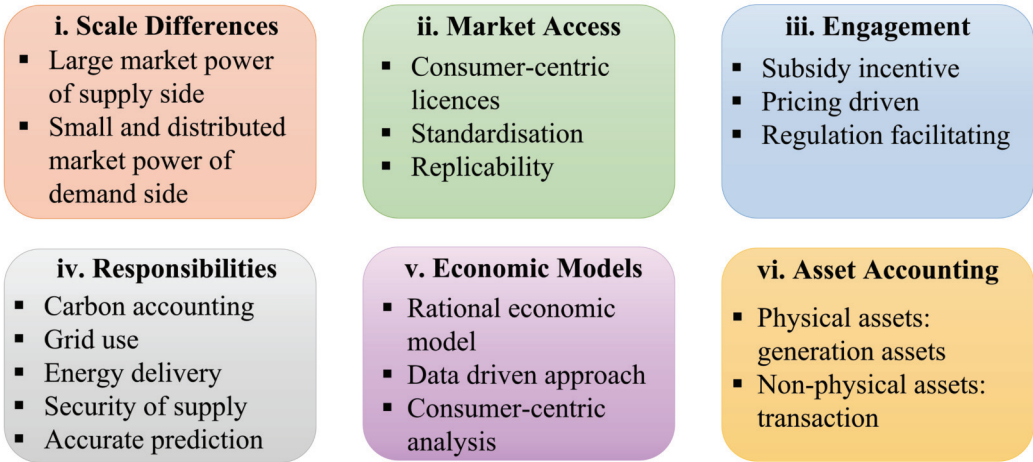 i. Scale Differences
▪ Large market power
of supply side
▪ Small and distributed
market power of
demand side
ii. Market Access
▪ Consumer-centric
licences
▪ Standardisation
▪ Replicability
iii. Engagement
▪ Subsidy incentive
▪ Pricing driven
▪ Regulation facilitating
iv. Responsibilities
▪ Carbon accounting
▪ Grid use
▪ Energy delivery
▪ Security of supply
▪ Accurate prediction
v. Economic Models
▪ Rational economic
model
▪ Data driven approach
▪ Consumer-centric
analysis
vi. Asset Accounting
▪ Physical assets:
generation assets
▪ Non-physical assets:
transaction